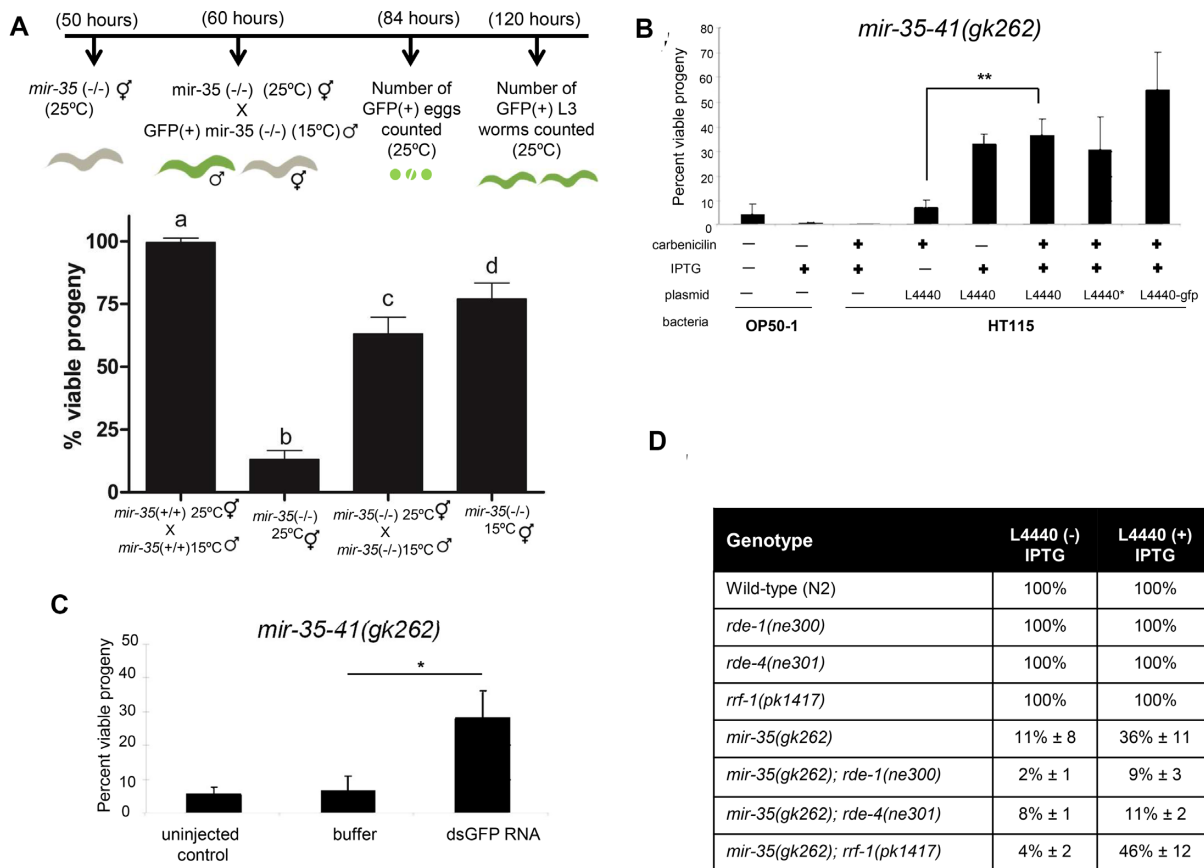 A
(50 hours) (60 hours) (84 hours) (120 hours)
mir-35 (-/-) ⚥
(25ºC)
mir-35 (-/-) (25ºC) ⚥
X
GFP(+) mir-35 (-/-) (15ºC) ♂
Number of
GFP(+) eggs
counted
(25ºC)
Number of
GFP(+) L3
worms counted
(25ºC)
♂ ⚥
% viable progeny
100
75
50
25
0
a
b
c
d
mir-35(+/+) 25ºC ⚥
X
mir-35(+/+)15ºC ♂
mir-35(-/-)
25ºC ⚥
mir-35(-/-) 25ºC ⚥
X
mir-35(-/-)15ºC ♂
mir-35(-/-)
15ºC ⚥
B
mir-35-41(gk262)
Percent viable progeny
80
70
60
50
40
30
20
10
0
**
carbenicilin — — + + — + + +
IPTG — + + — + + + +
plasmid — — — L4440 L4440 L4440 L4440* L4440-gfp
bacteria OP50-1 HT115
C
mir-35-41(gk262)
Percent viable progeny
50
40
30
20
10
0
*
uninjected
control
buffer
dsGFP RNA
D
Genotype L4440 (-) IPTG L4440 (+) IPTG
Wild-type (N2) 100% 100%
rde-1(ne300) 100% 100%
rde-4(ne301) 100% 100%
rrf-1(pk1417) 100% 100%
mir-35(gk262) 11% ± 8 36% ± 11
mir-35(gk262); rde-1(ne300) 2% ± 1 9% ± 3
mir-35(gk262); rde-4(ne301) 8% ± 1 11% ± 2
mir-35(gk262); rrf-1(pk1417) 4% ± 2 46% ± 12